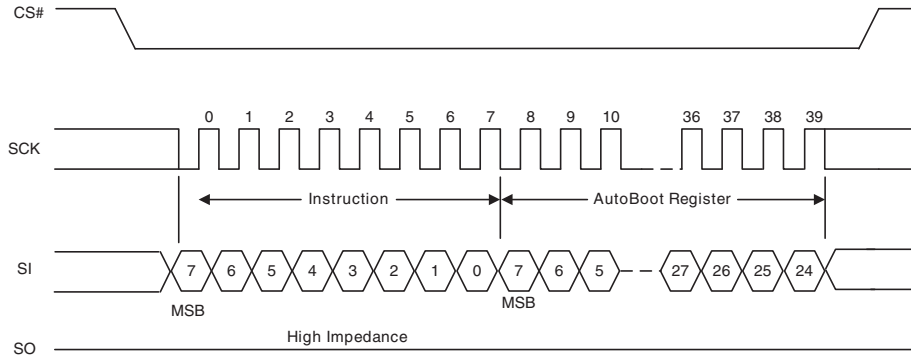 CS#
0 1 2 3 4 5 6 7 8 9 10 36 37 38 39
SCK
Instruction AutoBoot Register
SI 7 6 5 4 3 2 1 0 7 6 5 27 26 25 24
MSB MSB
High Impedance
SO